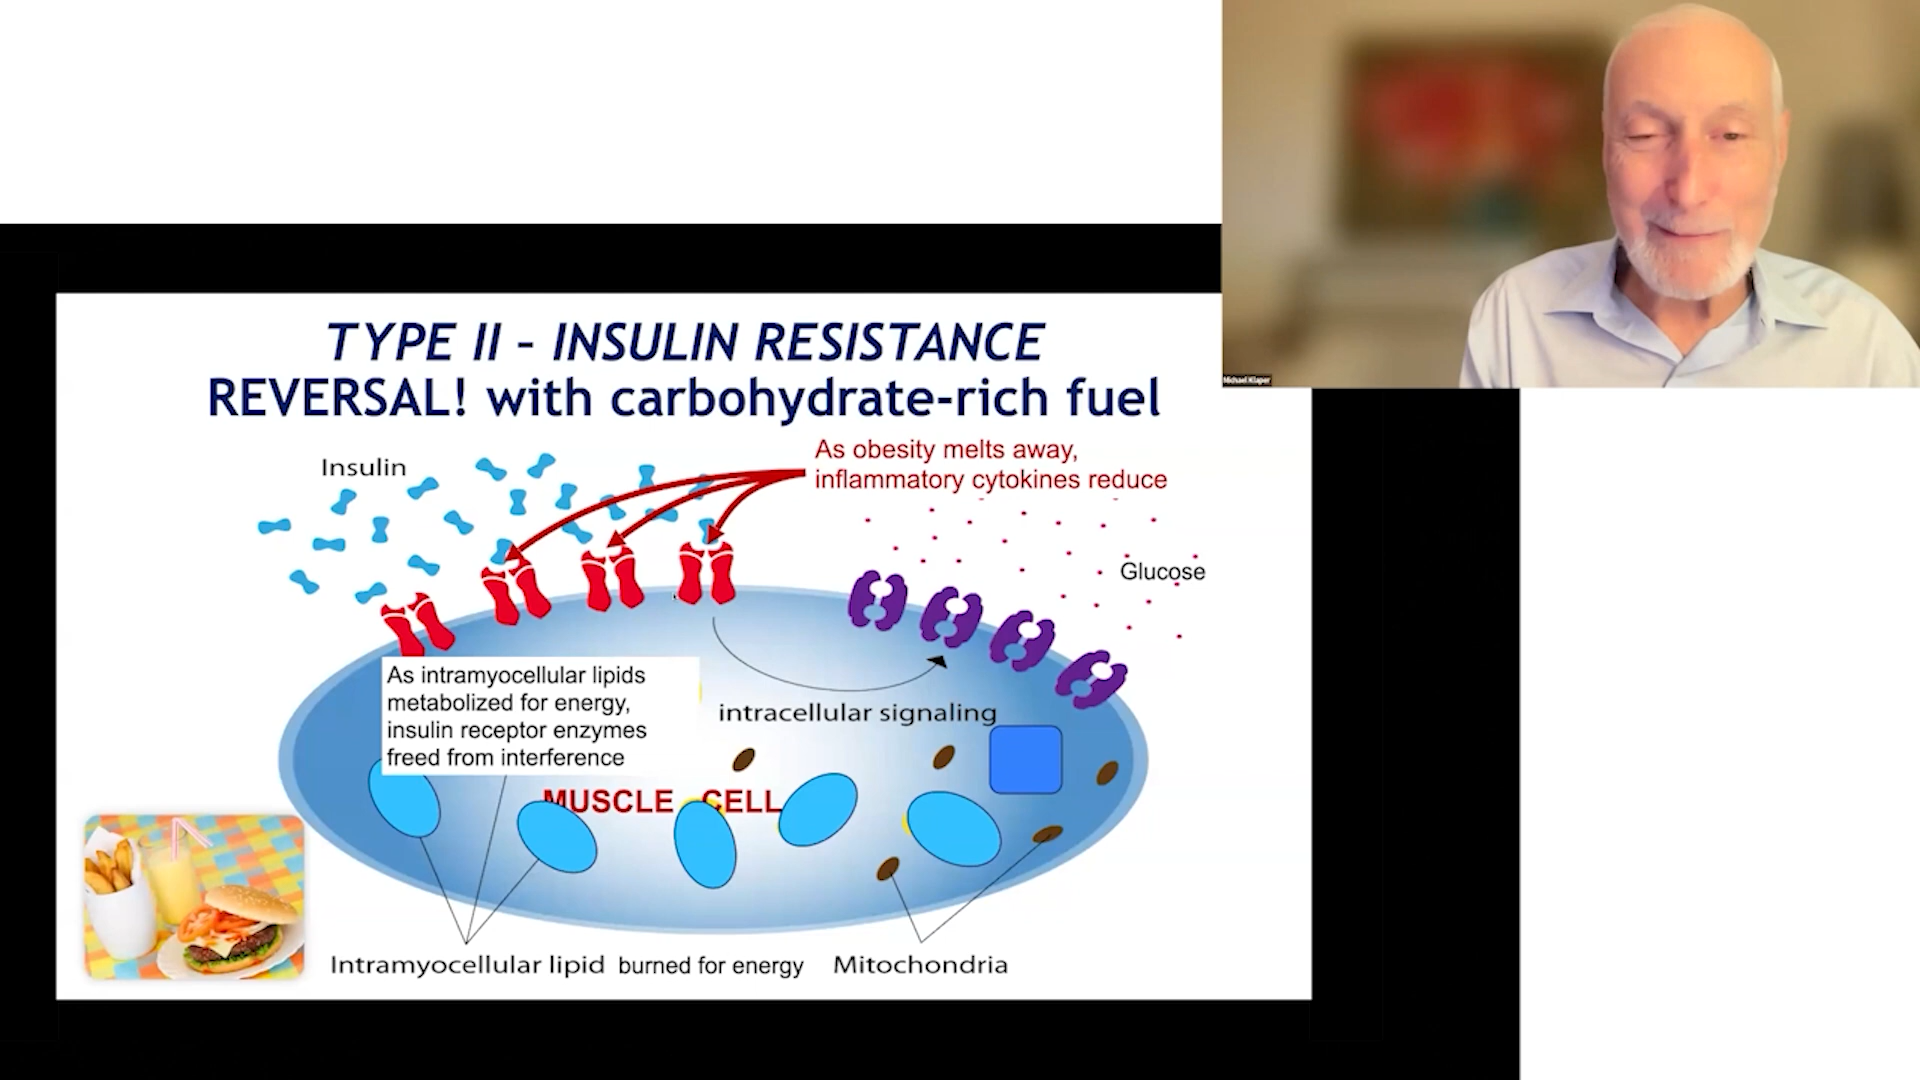 Michael Klaper
TYPE II – INSULIN RESISTANCE
REVERSAL! with carbohydrate-rich fuel
As obesity melts away,
inflammatory cytokines reduce
Insulin
Glucose
As intramyocellular lipids
metabolized for energy,
insulin receptor enzymes
freed from interference
intracellular signaling
MUSCLE CELL
Intramyocellular lipid burned for energy
Mitochondria